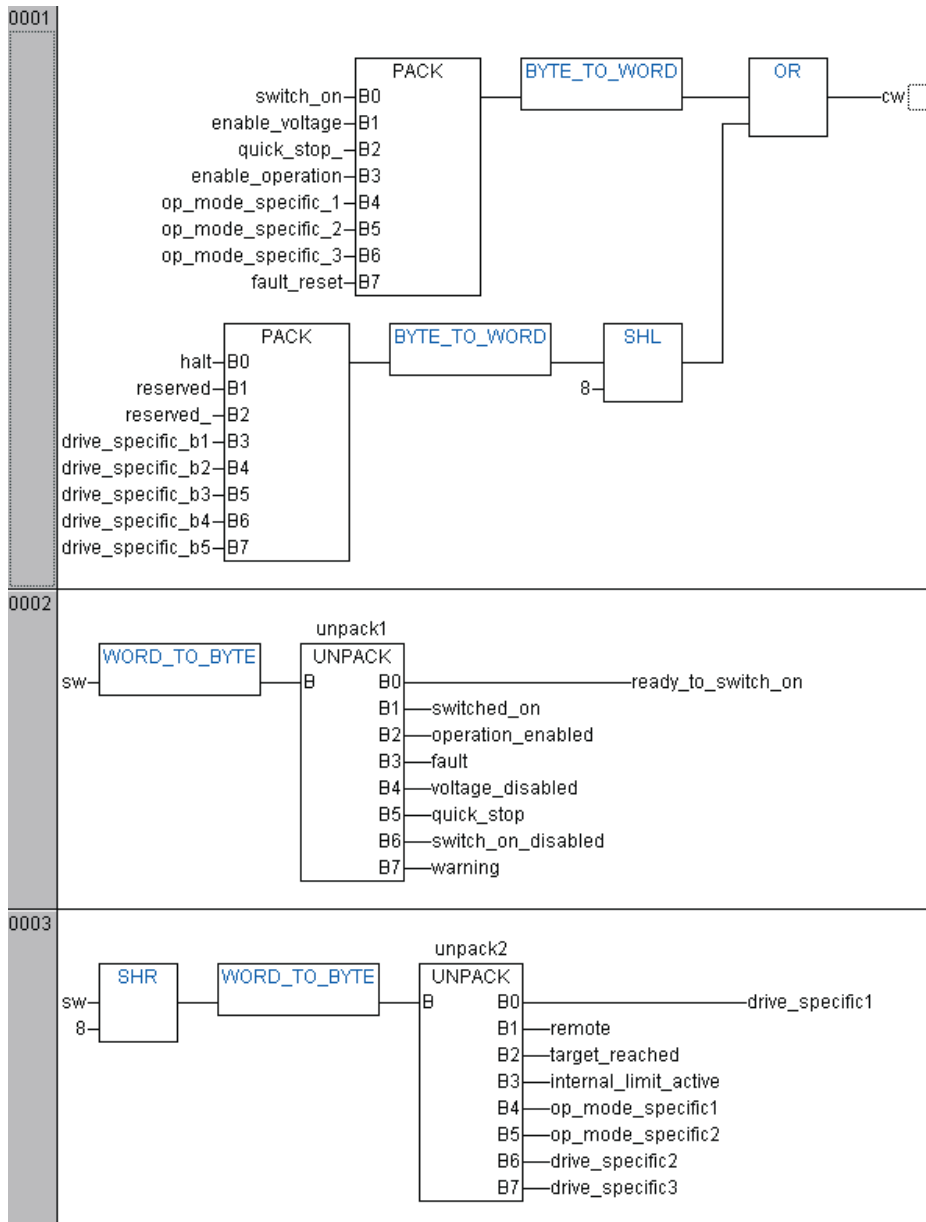 0001
PACK
BYTE_TO_WORD
OR
switch_on B0
cw
enable_voltage B1
quick_stop_ B2
enable_operation B3
op_mode_specific_1 B4
op_mode_specific_2 B5
op_mode_specific_3 B6
fault_reset B7
PACK
BYTE_TO_WORD
SHL
halt B0
reserved B1
8
reserved_ B2
drive_specific_b1 B3
drive_specific_b2 B4
drive_specific_b3 B5
drive_specific_b4 B6
drive_specific_b5 B7
0002
unpack1
WORD_TO_BYTE
UNPACK
sw
B B0 ready_to_switch_on
B1 switched_on
B2 operation_enabled
B3 fault
B4 voltage_disabled
B5 quick_stop
B6 switch_on_disabled
B7 warning
0003
unpack2
SHR
WORD_TO_BYTE
UNPACK
sw
B B0 drive_specific1
8
B1 remote
B2 target_reached
B3 internal_limit_active
B4 op_mode_specific1
B5 op_mode_specific2
B6 drive_specific2
B7 drive_specific3